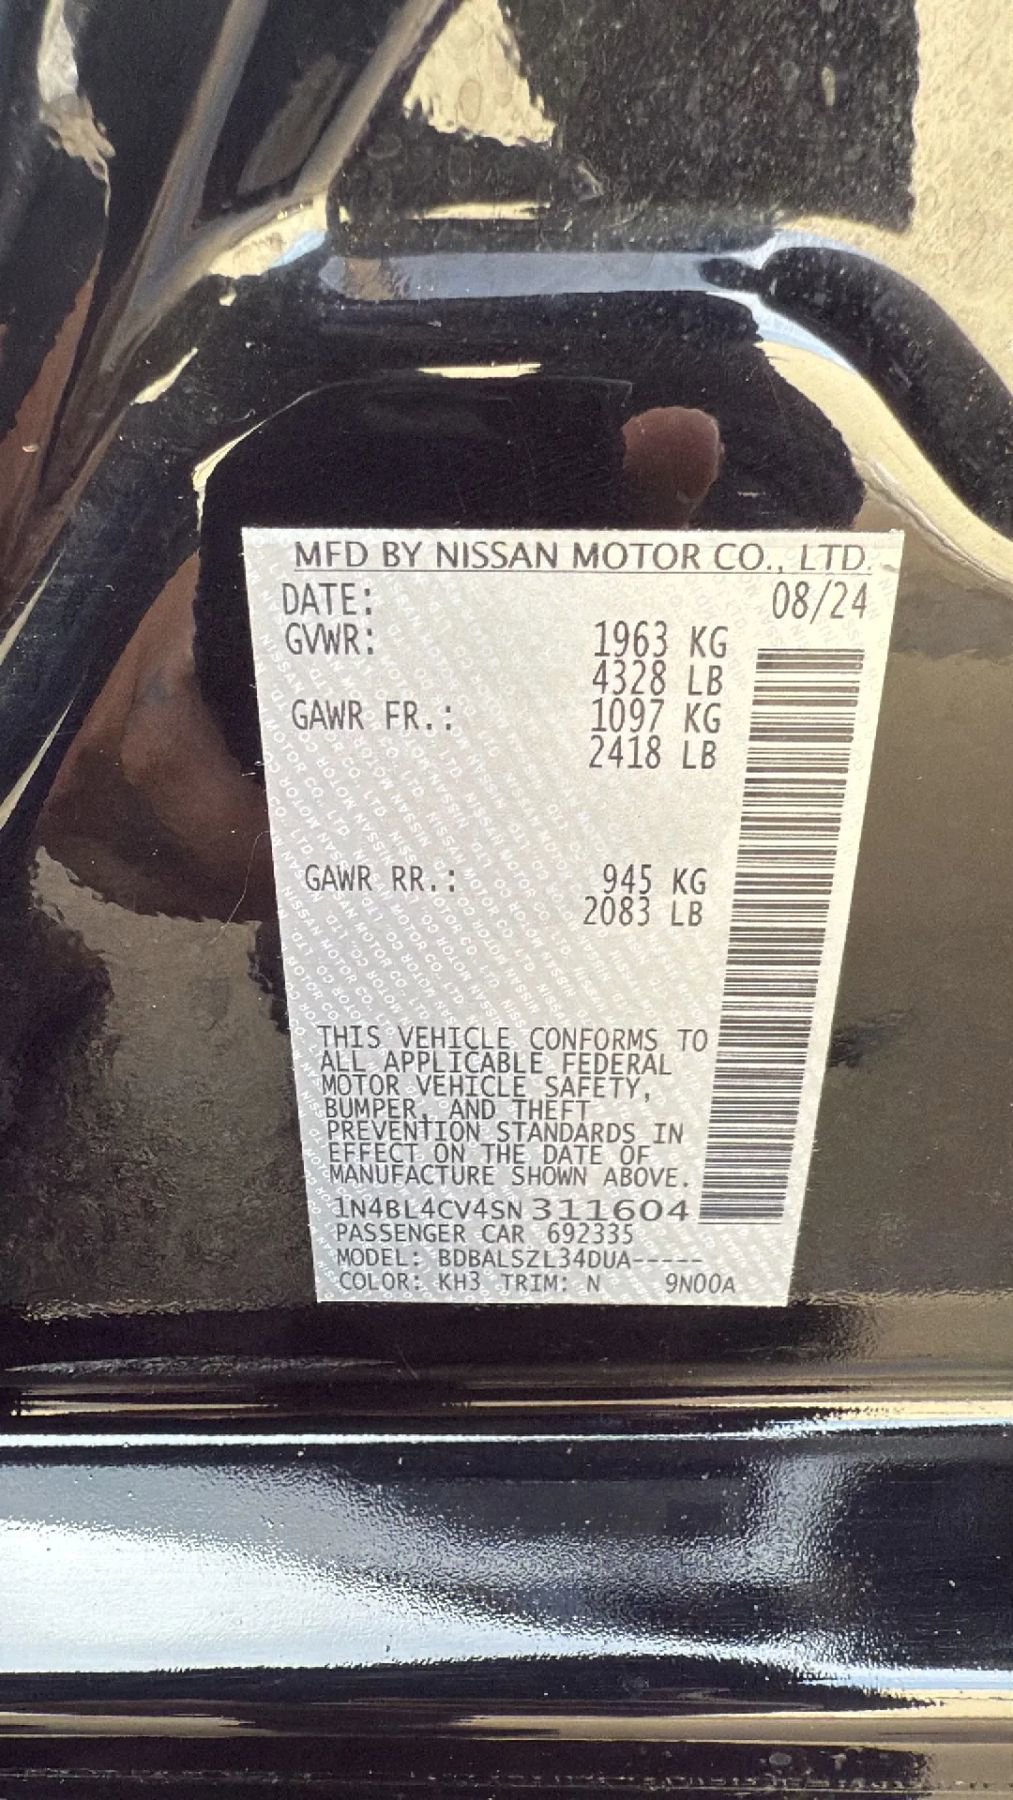 MFD BY NISSAN MOTOR CO., LTD.
DATE: 08/24
GVWR: 1963 KG
4328 LB
GAWR FR.: 1097 KG
2418 LB
GAWR RR.: 945 KG
2083 LB
THIS VEHICLE CONFORMS TO
ALL APPLICABLE FEDERAL
MOTOR VEHICLE SAFETY,
BUMPER, AND THEFT
PREVENTION STANDARDS IN
EFFECT ON THE DATE OF
MANUFACTURE SHOWN ABOVE.
1N4BL4CV4SN311604
PASSENGER CAR 692335
MODEL: BDBALSZL34DUA-----
COLOR: KH3 TRIM: N 9N00A